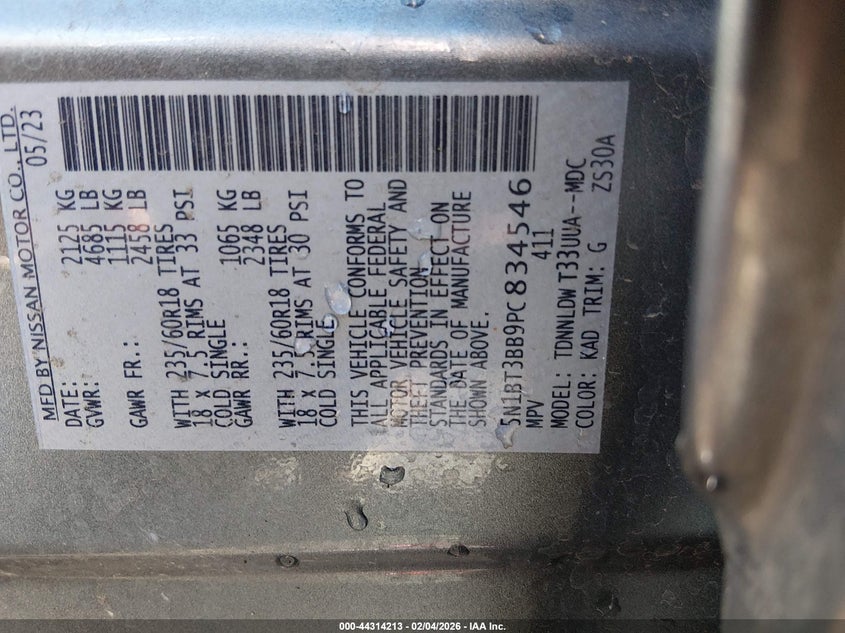 MFD BY NISSAN MOTOR CO., LTD.
DATE: 05/23
GVWR: 2125 KG
4685 LB
GAWR FR.: 1115 KG
2458 LB
WITH 235/60R18 TIRES
18 X 7.5 RIMS AT 33 PSI
COLD SINGLE
GAWR RR.: 1065 KG
2348 LB
WITH 235/60R18 TIRES
18 X 7.5 RIMS AT 30 PSI
COLD SINGLE
THIS VEHICLE CONFORMS TO
ALL APPLICABLE FEDERAL
MOTOR VEHICLE SAFETY AND
THEFT PREVENTION
STANDARDS IN EFFECT ON
THE DATE OF MANUFACTURE
SHOWN ABOVE.
5N1BT3BB9PC834546
MPV 411
MODEL: TDNNLDWT33UUA--MDC
COLOR: KAD TRIM: G ZS30A
000-44314213 - 02/04/2026 - IAA Inc.